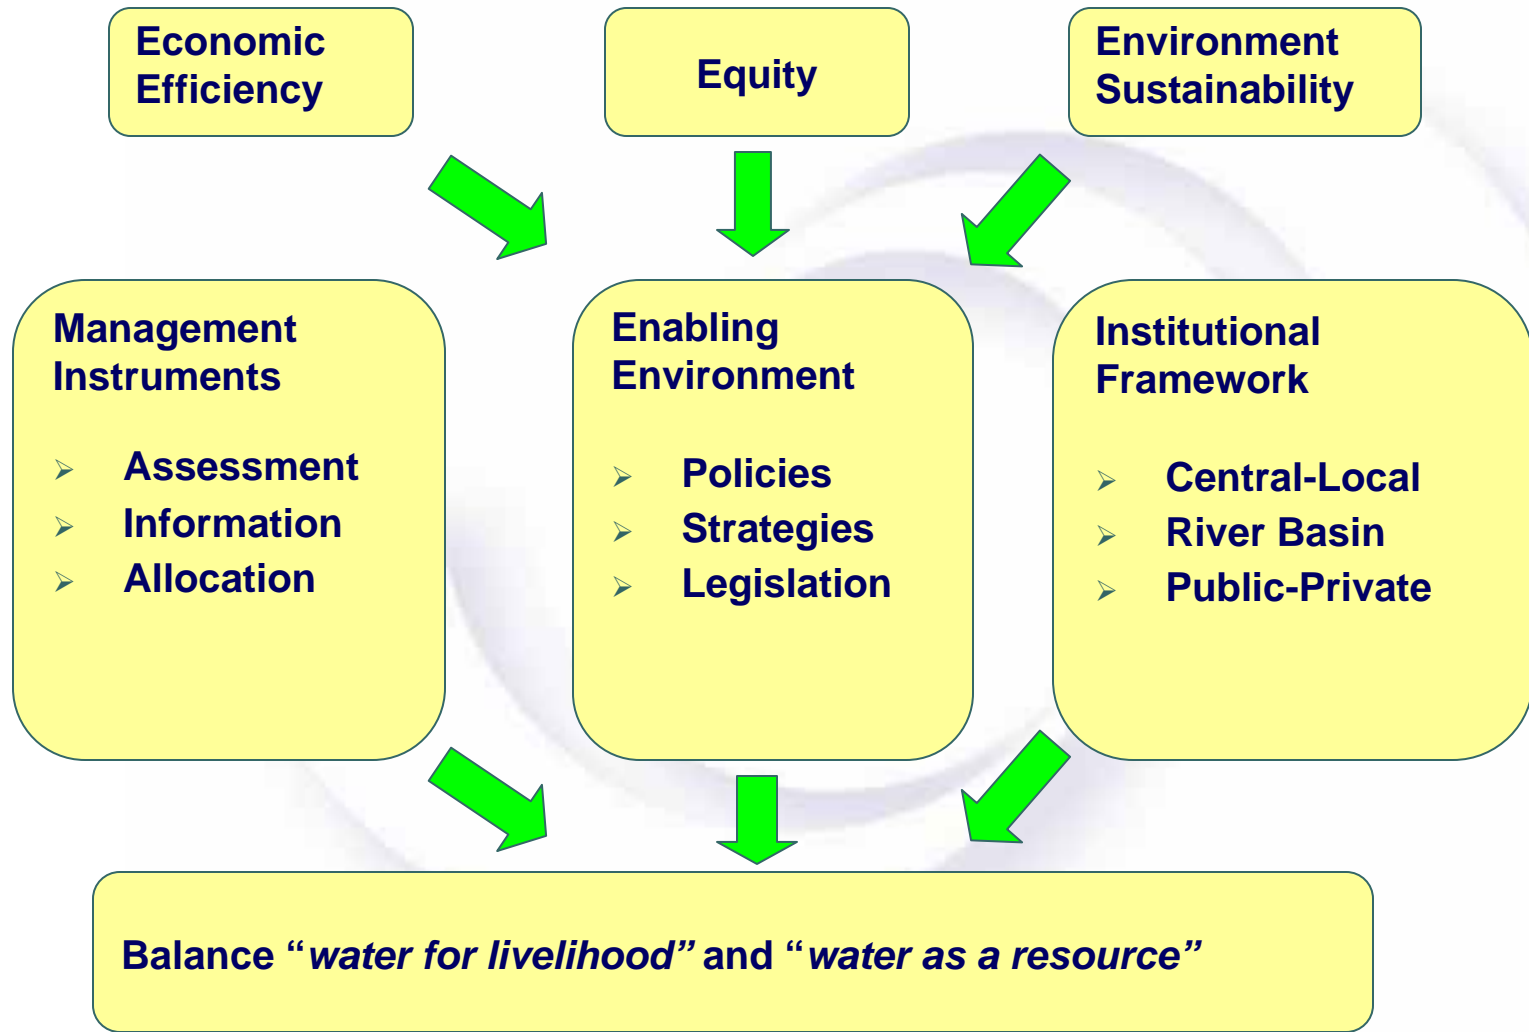 Economic
Efficiency
Equity
Environment
Sustainability
Management
Instruments
➢ Assessment
➢ Information
➢ Allocation
Enabling
Environment
➢ Policies
➢ Strategies
➢ Legislation
Institutional
Framework
➢ Central-Local
➢ River Basin
➢ Public-Private
Balance “water for livelihood” and “water as a resource”